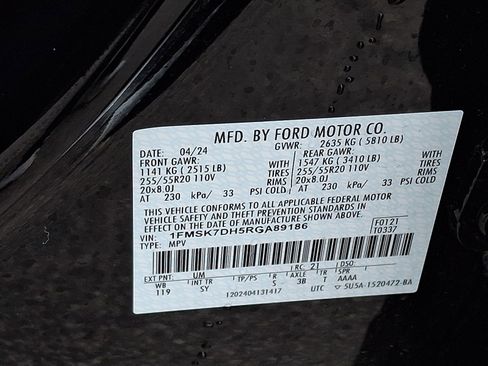 MFD. BY FORD MOTOR CO.
DATE: 04/24 GVWR: 2635 KG ( 5810 LB)
FRONT GAWR: REAR GAWR:
1141 KG ( 2515 LB) WITH 1547 KG ( 3410 LB) WITH
255/55R20 110V TIRES 255/55R20 110V TIRES
20x8.0J RIMS 20x8.0J RIMS
AT 230 kPa/ 33 PSI COLD AT 230 kPa/ 33 PSI COLD
THIS VEHICLE CONFORMS TO ALL APPLICABLE FEDERAL MOTOR
VEHICLE SAFETY AND THEFT PREVENTION STANDARDS IN
EFFECT ON THE DATE OF MANUFACTURE SHOWN ABOVE.
VIN: 1FMSK7DH5RGA89186 F0121
TYPE: MPV T0337
EXT PNT: UM RC: 21 DSO:
WB INT TR TP/PS R AXLE TR SPR
119 SY S 3B T AAAA
1202404131417 UTC 5U5A-1520472-BA